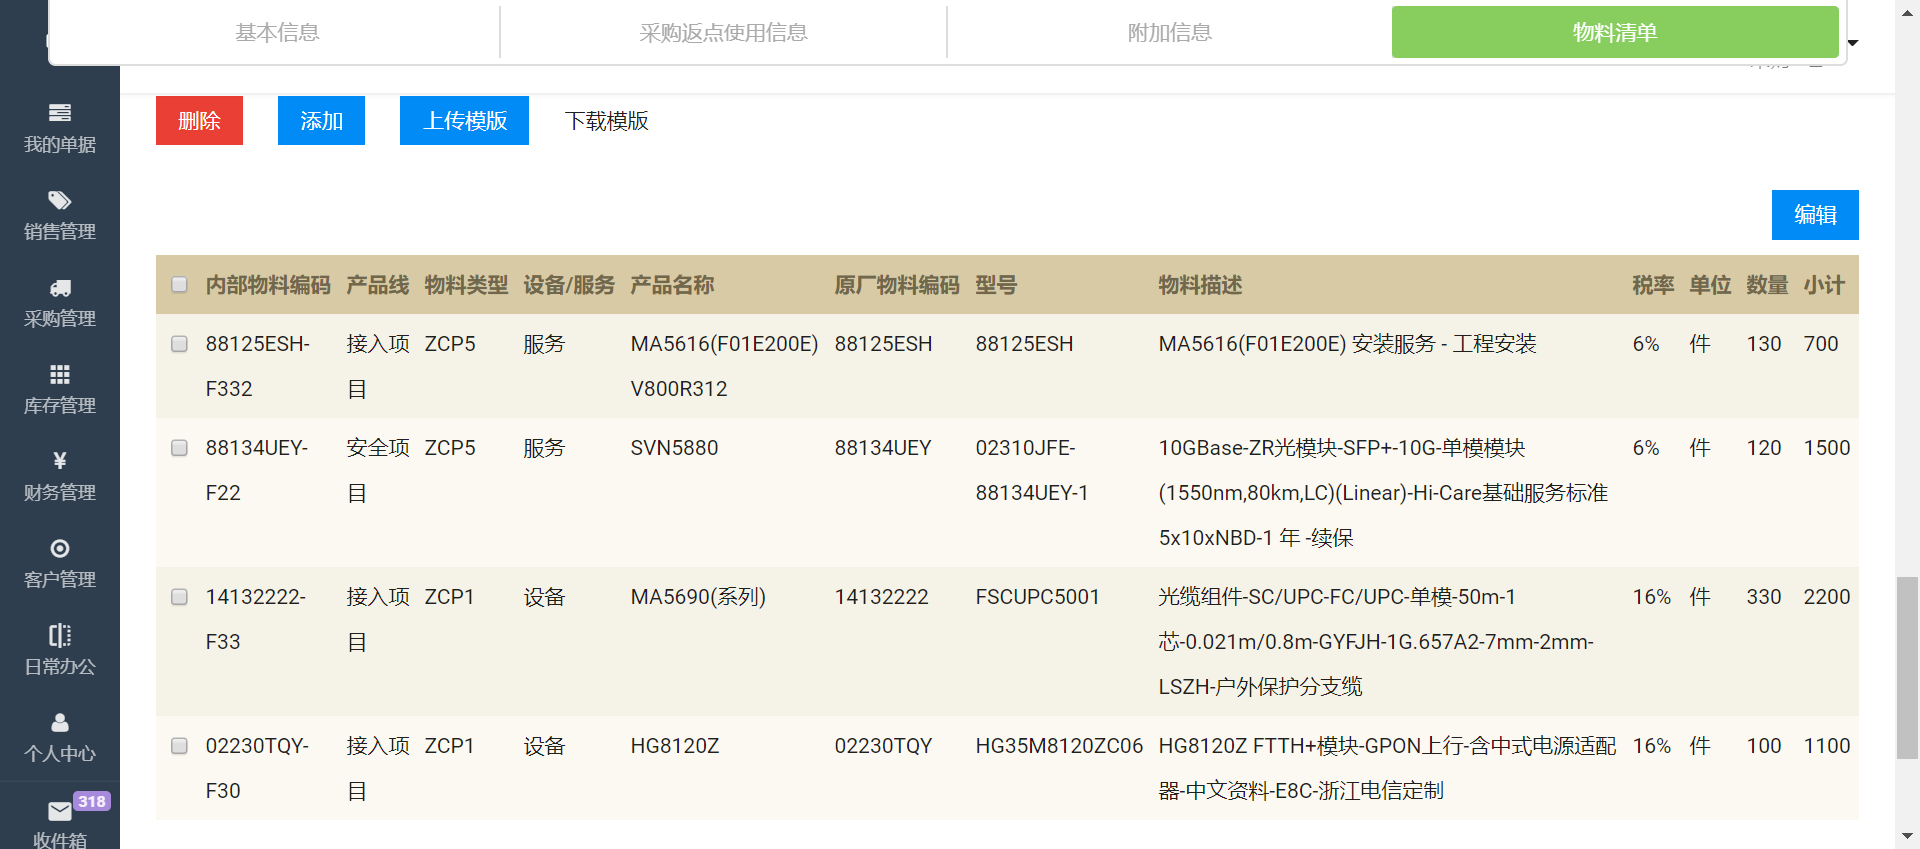 基本信息
采购返点使用信息
附加信息
物料清单
我的单据
销售管理
采购管理
库存管理
¥
财务管理
客户管理
日常办公
个人中心
318
收件箱
删除
添加
上传模版
下载模版
编辑
内部物料编码 产品线 物料类型 设备/服务 产品名称 原厂物料编码 型号 物料描述 税率 单位 数量 小计
88125ESH- 接入项 ZCP5 服务 MA5616(F01E200E) 88125ESH 88125ESH MA5616(F01E200E) 安装服务 - 工程安装 6% 件 130 700
F332 目 V800R312
88134UEY- 安全项 ZCP5 服务 SVN5880 88134UEY 02310JFE- 10GBase-ZR光模块-SFP+-10G-单模模块 6% 件 120 1500
F22 目 88134UEY-1 (1550nm,80km,LC)(Linear)-Hi-Care基础服务标准
5x10xNBD-1 年 -续保
14132222- 接入项 ZCP1 设备 MA5690(系列) 14132222 FSCUPC5001 光缆组件-SC/UPC-FC/UPC-单模-50m-1 16% 件 330 2200
F33 目 芯-0.021m/0.8m-GYFJH-1G.657A2-7mm-2mm-
LSZH-户外保护分支缆
02230TQY- 接入项 ZCP1 设备 HG8120Z 02230TQY HG35M8120ZC06 HG8120Z FTTH+模块-GPON上行-含中式电源适配 16% 件 100 1100
F30 目 器-中文资料-E8C-浙江电信定制